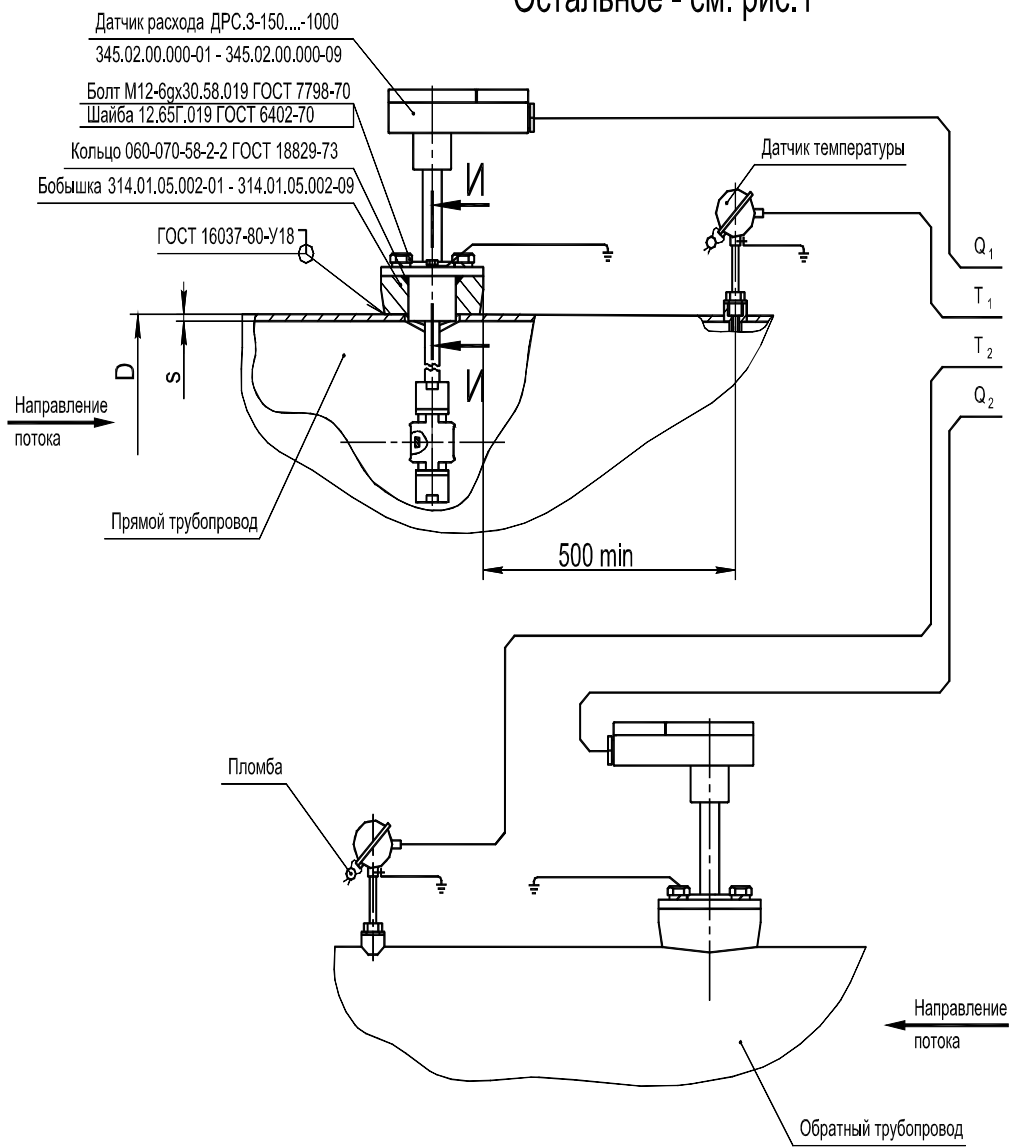 Остальное - см. рис.1
Датчик расхода ДРС.З-150....-1000
345.02.00.000-01 - 345.02.00.000-09
Болт М12-6gx30.58.019 ГОСТ 7798-70
Шайба 12.65Г.019 ГОСТ 6402-70
Кольцо 060-070-58-2-2 ГОСТ 18829-73
Бобышка 314.01.05.002-01 - 314.01.05.002-09
ГОСТ 16037-80-У18
И
Датчик температуры
Q1
T1
T2
Q2
D
s
И
Направление
потока
Прямой трубопровод
500 min
Пломба
Направление
потока
Обратный трубопровод